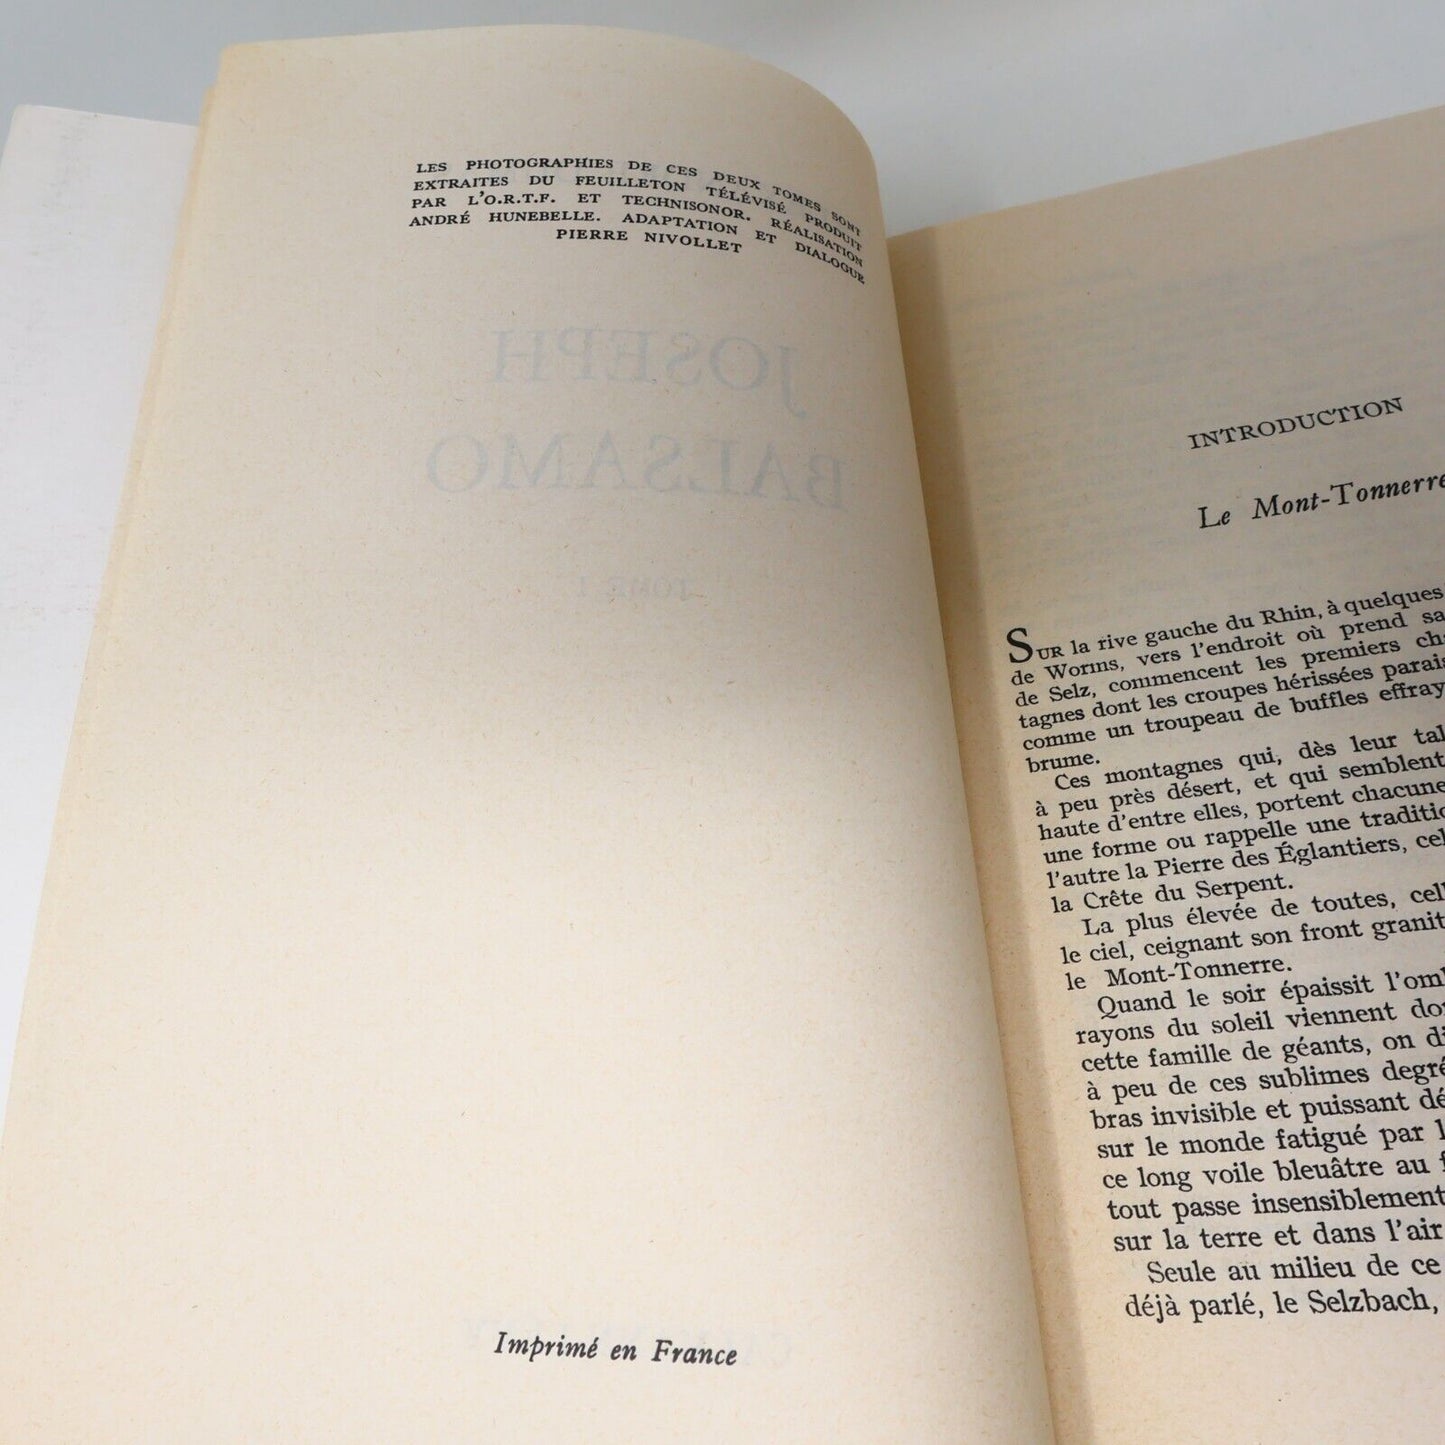 LES PHOTOGRAPHIES DE CES DEUX TOMES SONT
EXTRAITES DU FEUILLETON TÉLÉVISÉ PRODUIT
PAR L'O.R.T.F. ET TECHNISONOR. RÉALISATION
ANDRÉ HUNEBELLE. ADAPTATION ET DIALOGUE
PIERRE NIVOLLET
JOSEPH
BALSAMO
TOME I
Imprimé en France
INTRODUCTION
Le Mont-Tonnerre
SUR la rive gauche du Rhin, à quelques
de Worms, vers l'endroit où prend sa
de Selz, commencent les premiers
tagnes dont les croupes hérissées
comme un troupeau de buffles
brume.
Ces montagnes qui, dès leur
à peu près désert, et qui semblent
haute d'entre elles, portent chacune
une forme ou rappelle une
l'autre la Pierre des Églantiers,
la Crête du Serpent.
La plus élevée de toutes,
le ciel, ceignant son front
le Mont-Tonnerre.
Quand le soir épaissit
rayons du soleil viennent
cette famille de géants, on
à peu de ces sublimes
bras invisible et puissant
sur le monde fatigué par
ce long voile bleuâtre au
tout passe insensiblement
sur la terre et dans l'air
Seule au milieu de ce
déjà parlé, le Selzbach,